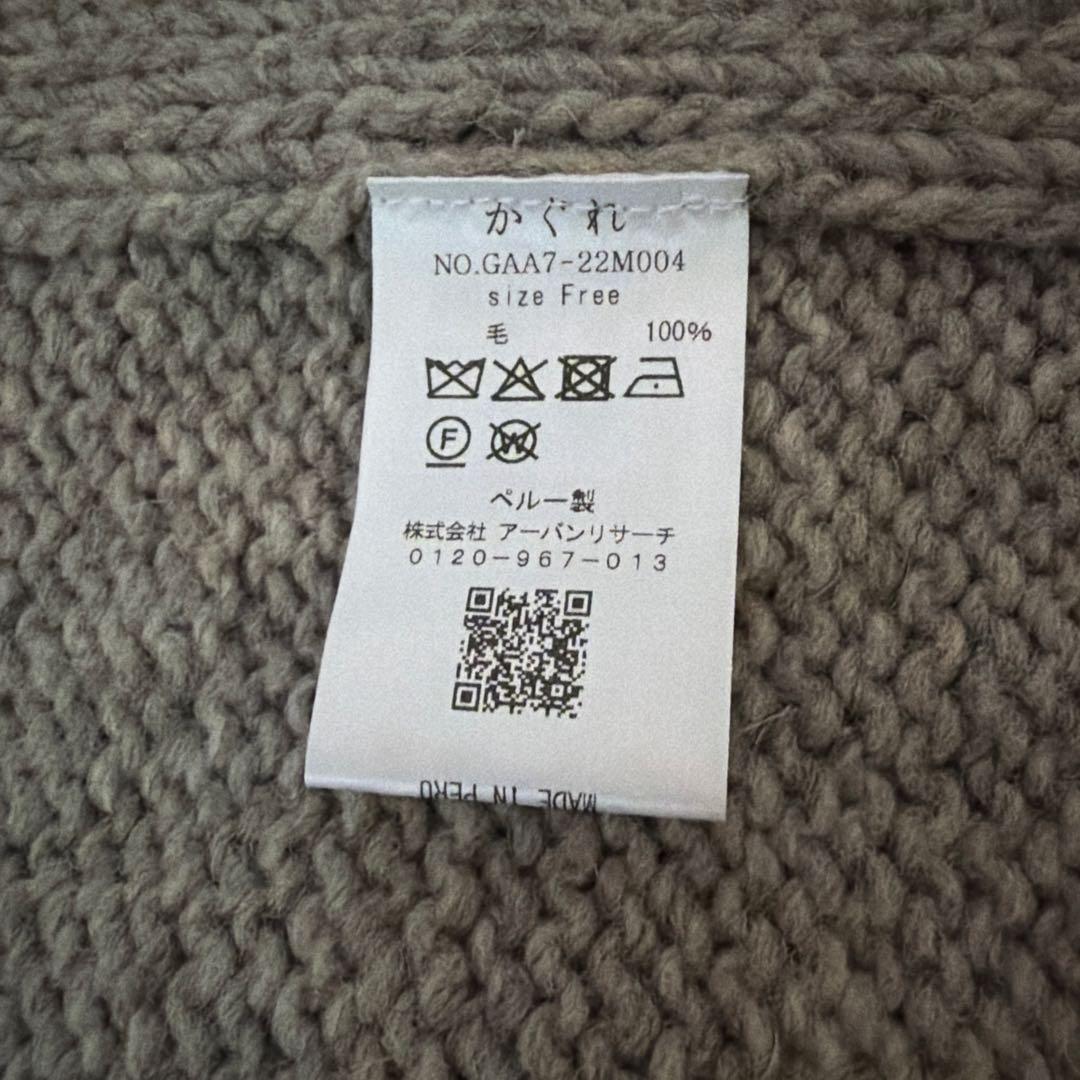 かぐれ
NO.GAA7-22M004
size Free
毛 100%
F W
ペルー製
株式会社 アーバンリサーチ
0120-967-013
MADE IN PERU